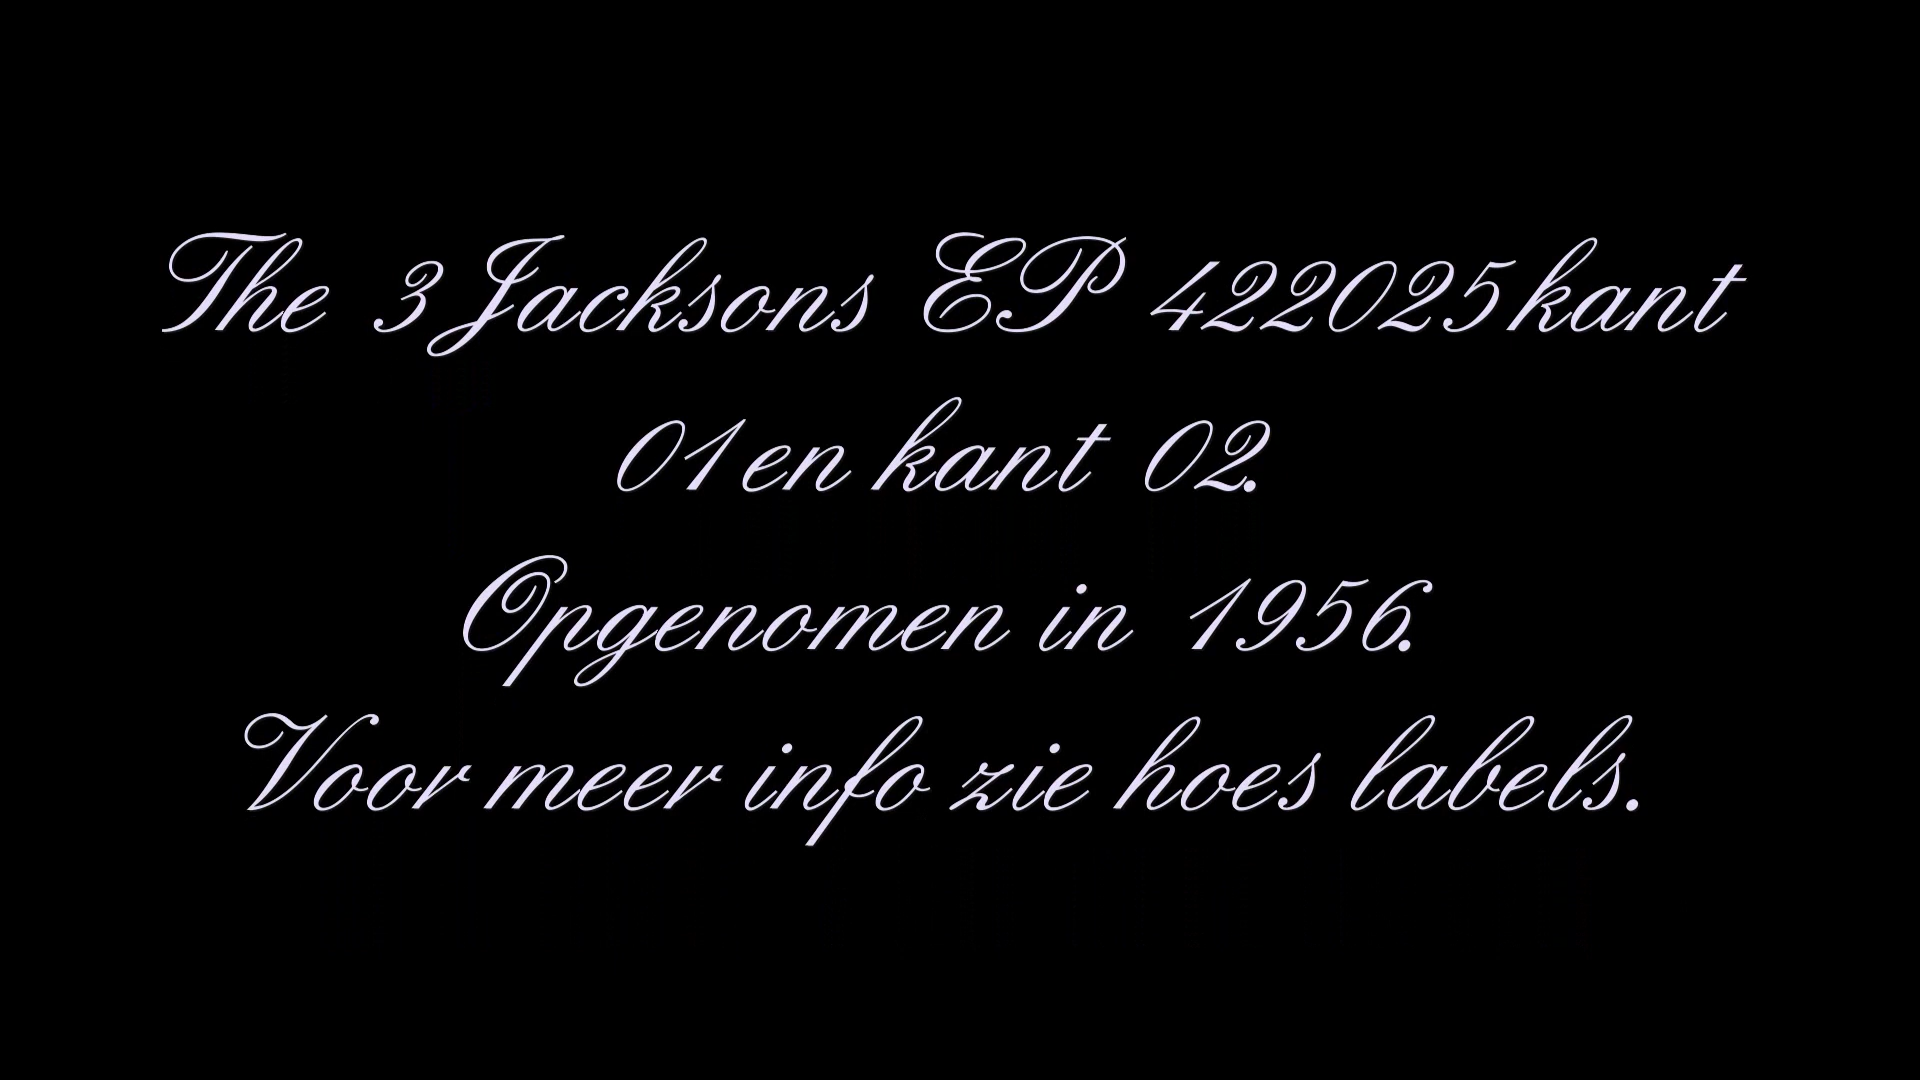 The 3 Jacksons EP 422025 kant
01 en kant 02.
Opgenomen in 1956.
Voor meer info zie hoes labels.